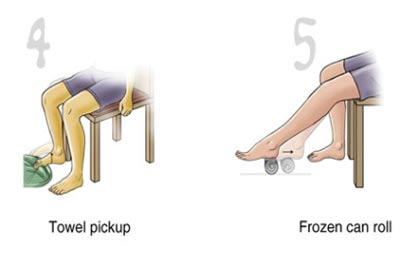 4
5
Towel pickup
Frozen can roll